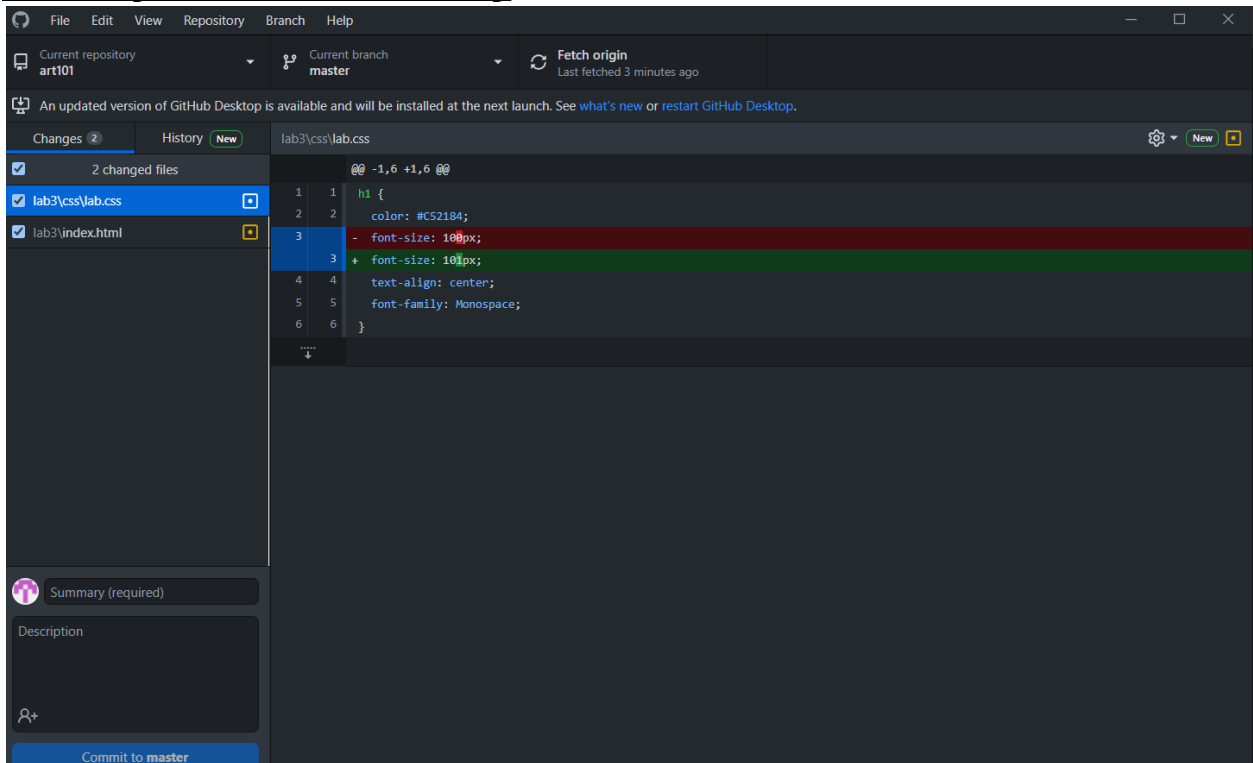 File Edit View Repository Branch Help
Current repository
art101
Current branch
master
Fetch origin
Last fetched 3 minutes ago
An updated version of GitHub Desktop is available and will be installed at the next launch. See what's new or restart GitHub Desktop.
Changes 2 History New
lab3\css\lab.css
New
2 changed files
lab3\css\lab.css
lab3\index.html
@@ -1,6 +1,6 @@
1 1 h1 {
2 2 color: #C52184;
3 - font-size: 100px;
3 + font-size: 101px;
4 4 text-align: center;
5 5 font-family: Monospace;
6 6 }
Summary (required)
Description
Commit to master